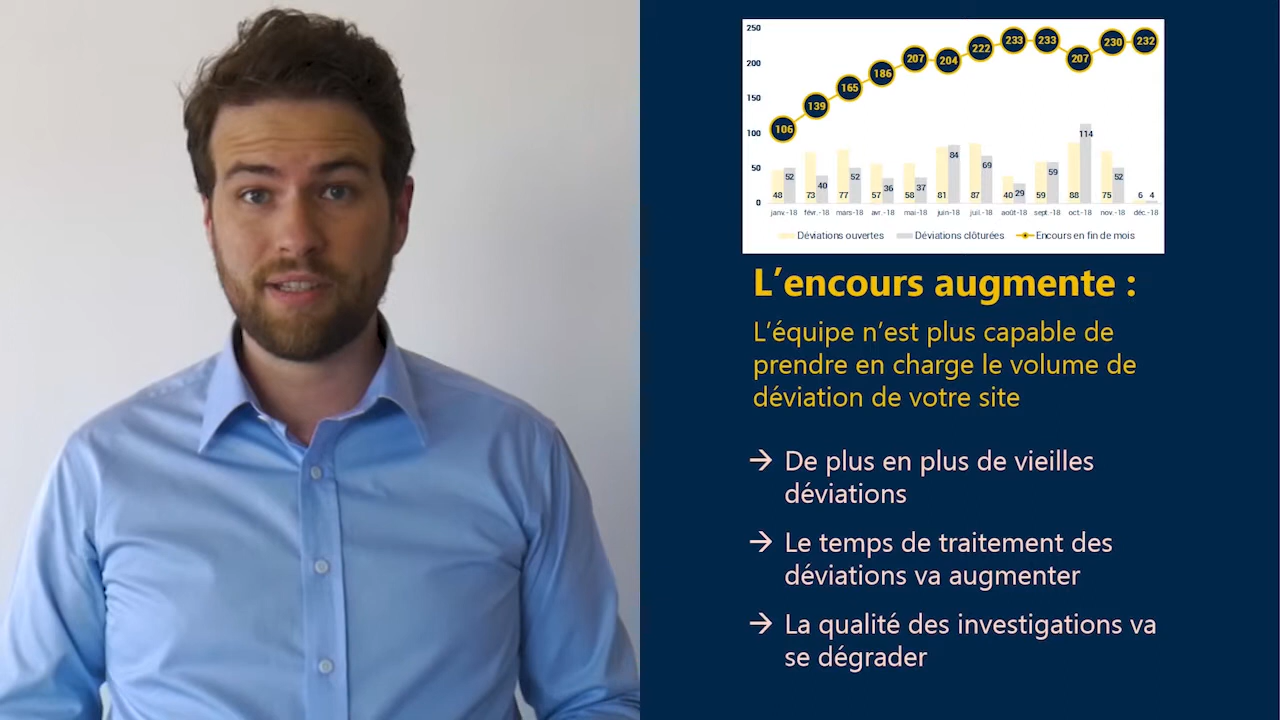 250
200
150
100
50
0
106
139
165
186
207
204
222
233
233
207
230
232
48 52
73 40
77 52
57 36
58 37
81 84
87 69
40 29
59 59
88 114
75 52
6 4
janv.-18 févr.-18 mars-18 avr.-18 mai-18 juin-18 juil.-18 août-18 sept.-18 oct.-18 nov.-18 déc.-18
Déviations ouvertes Déviations clôturées Encours en fin de mois
L’encours augmente :
L’équipe n’est plus capable de
prendre en charge le volume de
déviation de votre site
→ De plus en plus de vieilles
déviations
→ Le temps de traitement des
déviations va augmenter
→ La qualité des investigations va
se dégrader